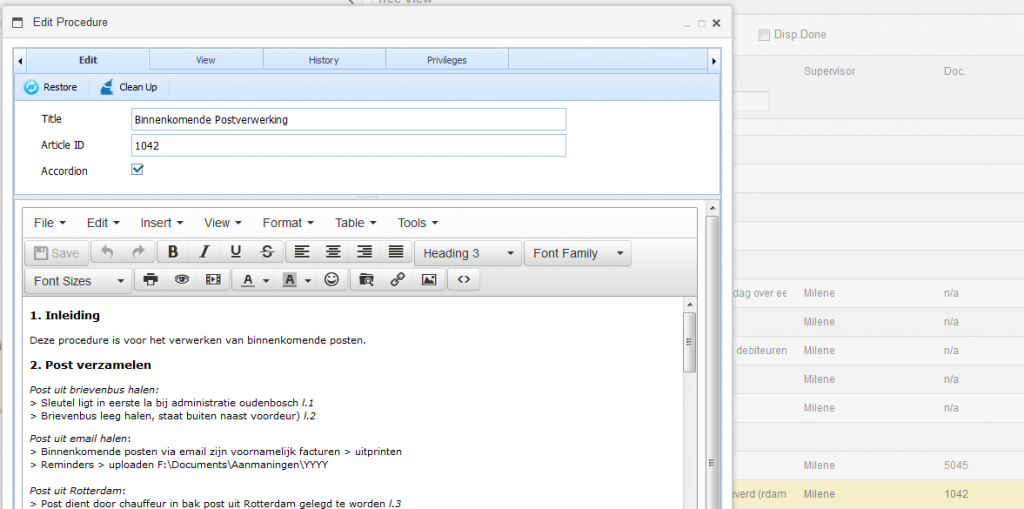 Tree View
Edit Procedure
Disp.Done
Edit View History Privileges
Supervisor Doc.
Restore Clean Up
Title Binnenkomende Postverwerking
Article ID 1042
Accordion
File Edit Insert View Format Table Tools
Save B I U S Heading 3 Font Family
Font Sizes A A <>
dag over ee Milene n/a
1. Inleiding
Milene n/a
Deze procedure is voor het verwerken van binnenkomende posten.
debiteuren Milene n/a
2. Post verzamelen
Milene n/a
Post uit brievenbus halen:
> Sleutel ligt in eerste la bij administratie oudenbosch l.1
Milene n/a
> Brievenbus leeg halen, staat buiten naast voordeur) l.2
Post uit email halen:
> Binnenkomende posten via email zijn voornamelijk facturen > uitprinten
> Reminders > uploaden F:\Documents\Aanmaningen\YYYY
Milene 5045
Post uit Rotterdam:
everd (rdam Milene 1042
> Post dient door chauffeur in bak post uit Rotterdam gelegd te worden l.3